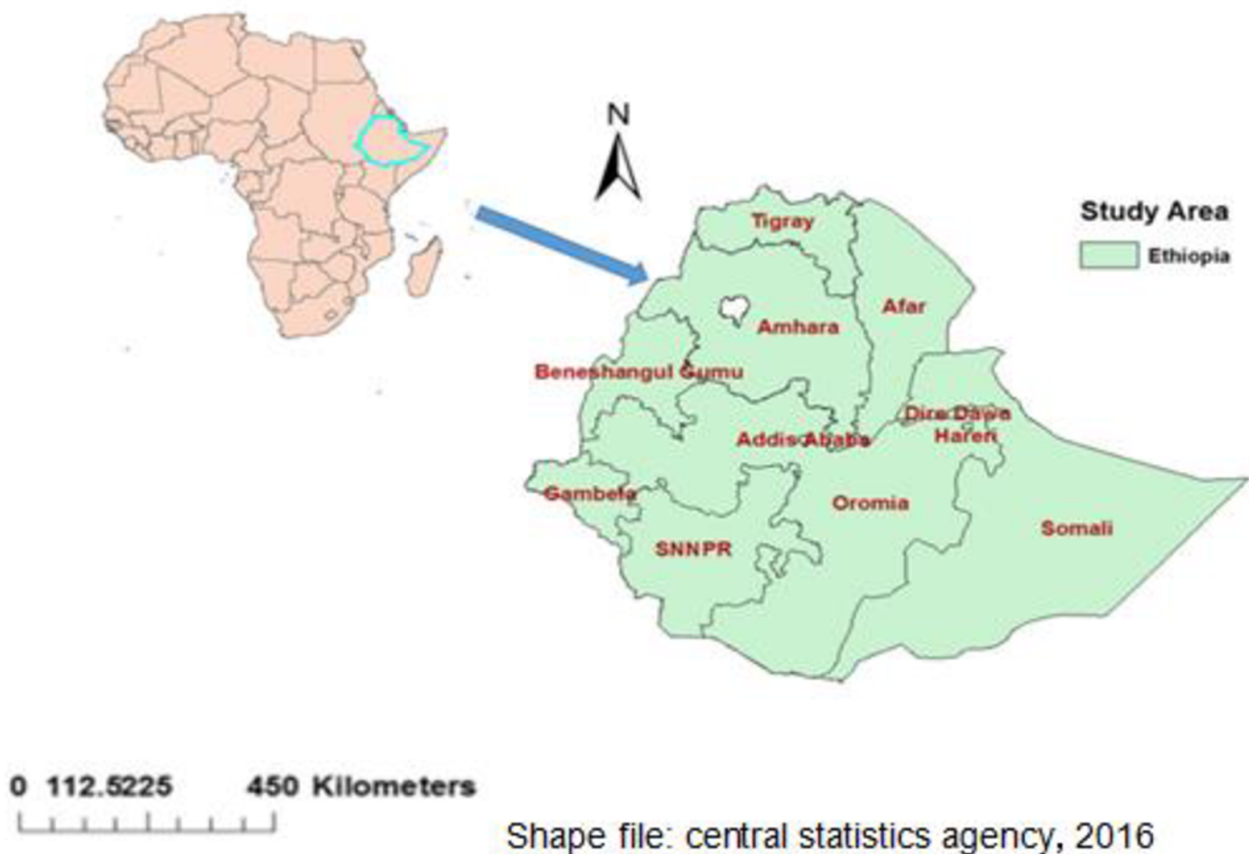 N
Study Area
Ethiopia
Tigray
Afar
Amhara
Beneshangul Gumu
Dire Dawa
Hareri
Addis Ababa
Gambela
Oromia
Somali
SNNPR
0 112.5225 450 Kilometers
Shape file: central statistics agency, 2016